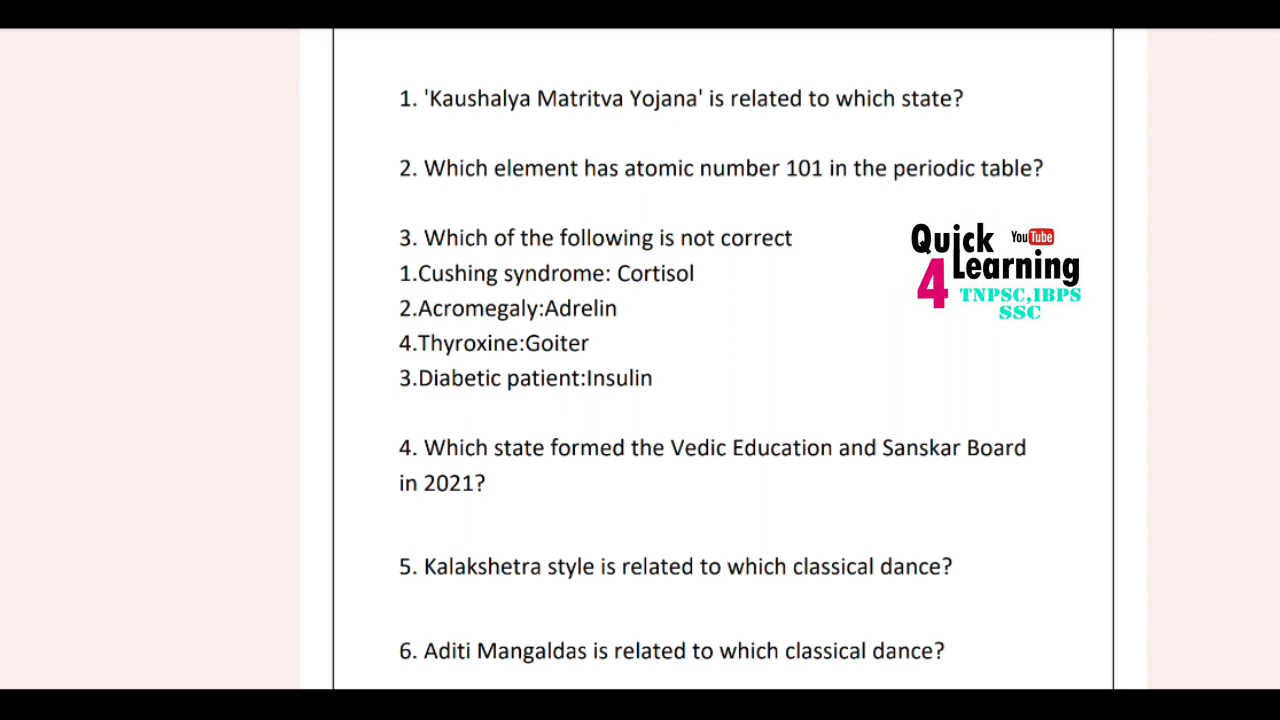 1. 'Kaushalya Matritva Yojana' is related to which state?
2. Which element has atomic number 101 in the periodic table?
3. Which of the following is not correct
1.Cushing syndrome: Cortisol
2.Acromegaly:Adrelin
4.Thyroxine:Goiter
3.Diabetic patient:Insulin
Quick YouTube
4 Learning
TNPSC,IBPS
SSC
4. Which state formed the Vedic Education and Sanskar Board
in 2021?
5. Kalakshetra style is related to which classical dance?
6. Aditi Mangaldas is related to which classical dance?